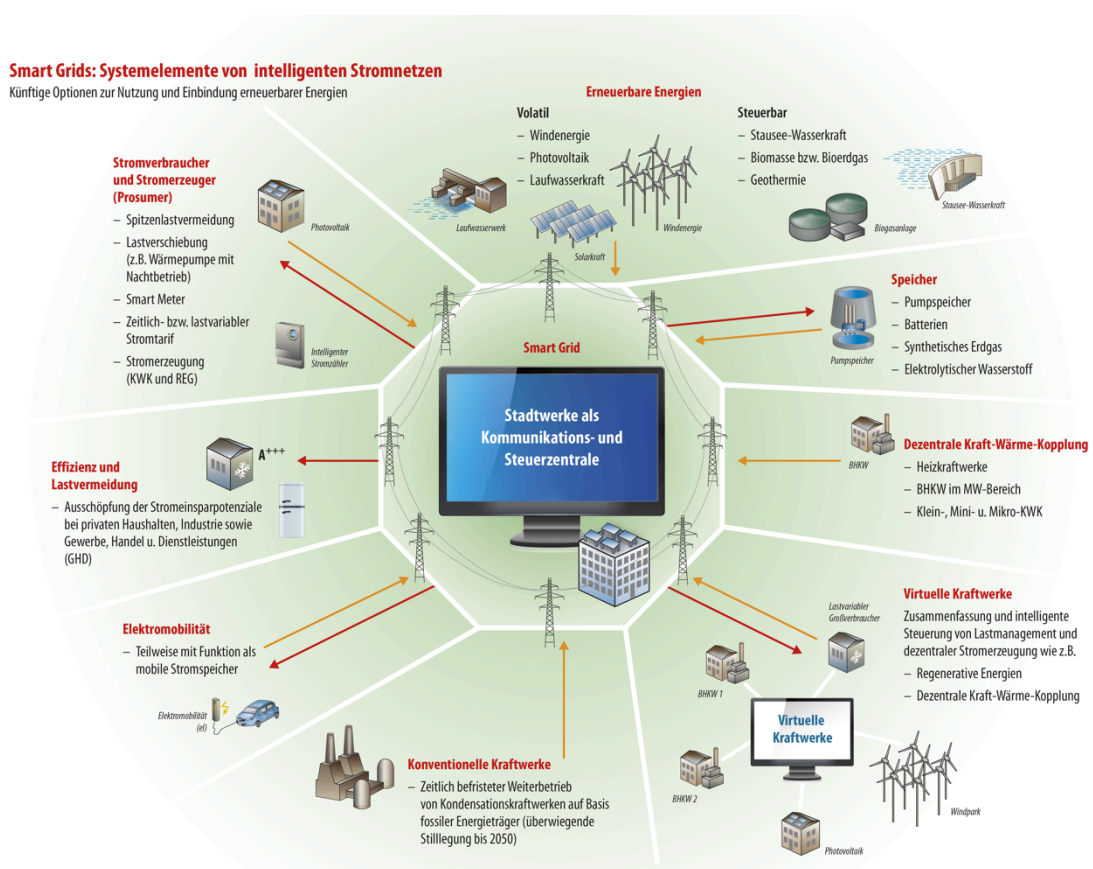 Smart Grids: Systemelemente von intelligenten Stromnetzen
Künftige Optionen zur Nutzung und Einbindung erneuerbarer Energien
Erneuerbare Energien
Volatil
– Windenergie
– Photovoltaik
– Laufwasserkraft
Steuerbar
– Stausee-Wasserkraft
– Biomasse bzw. Bioerdgas
– Geothermie
Laufwasserwerk
Solarkraft
Windenergie
Biogasanlage
Stausee-Wasserkraft
Stromverbraucher
und Stromerzeuger
(Prosumer)
– Spitzenlastvermeidung
– Lastverschiebung
(z.B. Wärmepumpe mit
Nachtbetrieb)
– Smart Meter
– Zeitlich- bzw. lastvariabler
Stromtarif
– Stromerzeugung
(KWK und REG)
Photovoltaik
Intelligenter
Stromzähler
Speicher
– Pumpspeicher
– Batterien
– Synthetisches Erdgas
– Elektrolytischer Wasserstoff
Pumpspeicher
Smart Grid
Stadtwerke als
Kommunikations- und
Steuerzentrale
Effizienz und
Lastvermeidung
– Ausschöpfung der Stromeinsparpotenziale
bei privaten Haushalten, Industrie sowie
Gewerbe, Handel u. Dienstleistungen
(GHD)
A+++
BHKW
Dezentrale Kraft-Wärme-Kopplung
– Heizkraftwerke
– BHKW im MW-Bereich
– Klein-, Mini- u. Mikro-KWK
Elektromobilität
– Teilweise mit Funktion als
mobile Stromspeicher
Elektromobilität
(el)
Konventionelle Kraftwerke
– Zeitlich befristeter Weiterbetrieb
von Kondensationskraftwerken auf Basis
fossiler Energieträger (überwiegende
Stilllegung bis 2050)
Virtuelle Kraftwerke
Zusammenfassung und intelligente
Steuerung von Lastmanagement und
dezentraler Stromerzeugung wie z.B.
– Regenerative Energien
– Dezentrale Kraft-Wärme-Kopplung
Lastvariabler
Großverbraucher
BHKW 1
Virtuelle
Kraftwerke
BHKW 2
Windpark
Photovoltaik